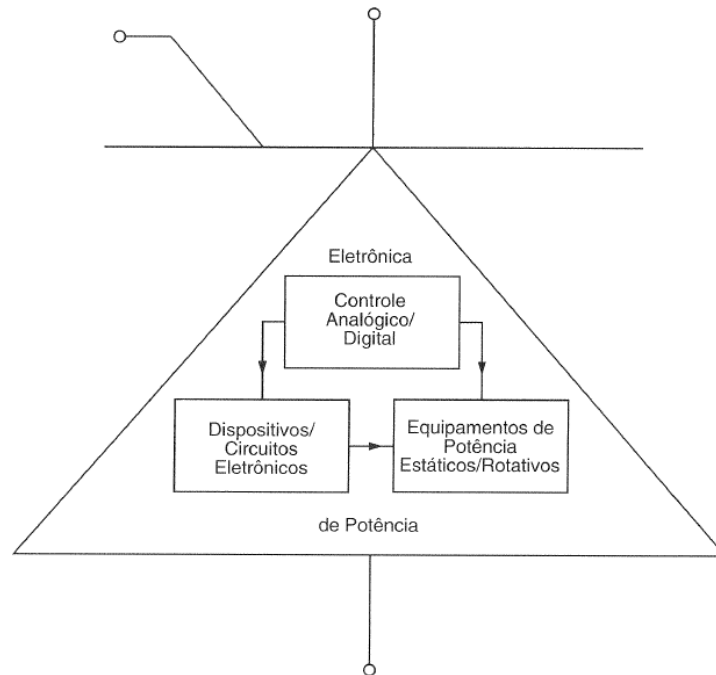 Eletrônica
Controle
Analógico/
Digital
Dispositivos/
Circuitos
Eletrônicos
Equipamentos de
Potência
Estáticos/Rotativos
de Potência